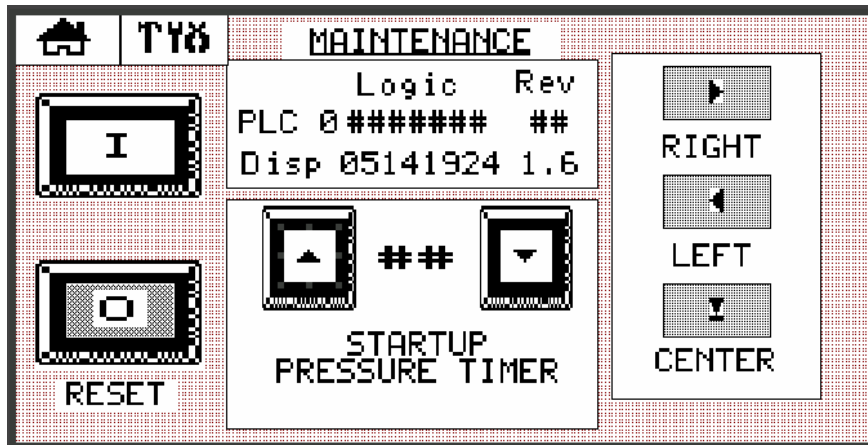 MAINTENANCE
Logic Rev
PLC 0####### ##
Disp 05141924 1.6
I
O
RESET
##
STARTUP
PRESSURE TIMER
RIGHT
LEFT
CENTER